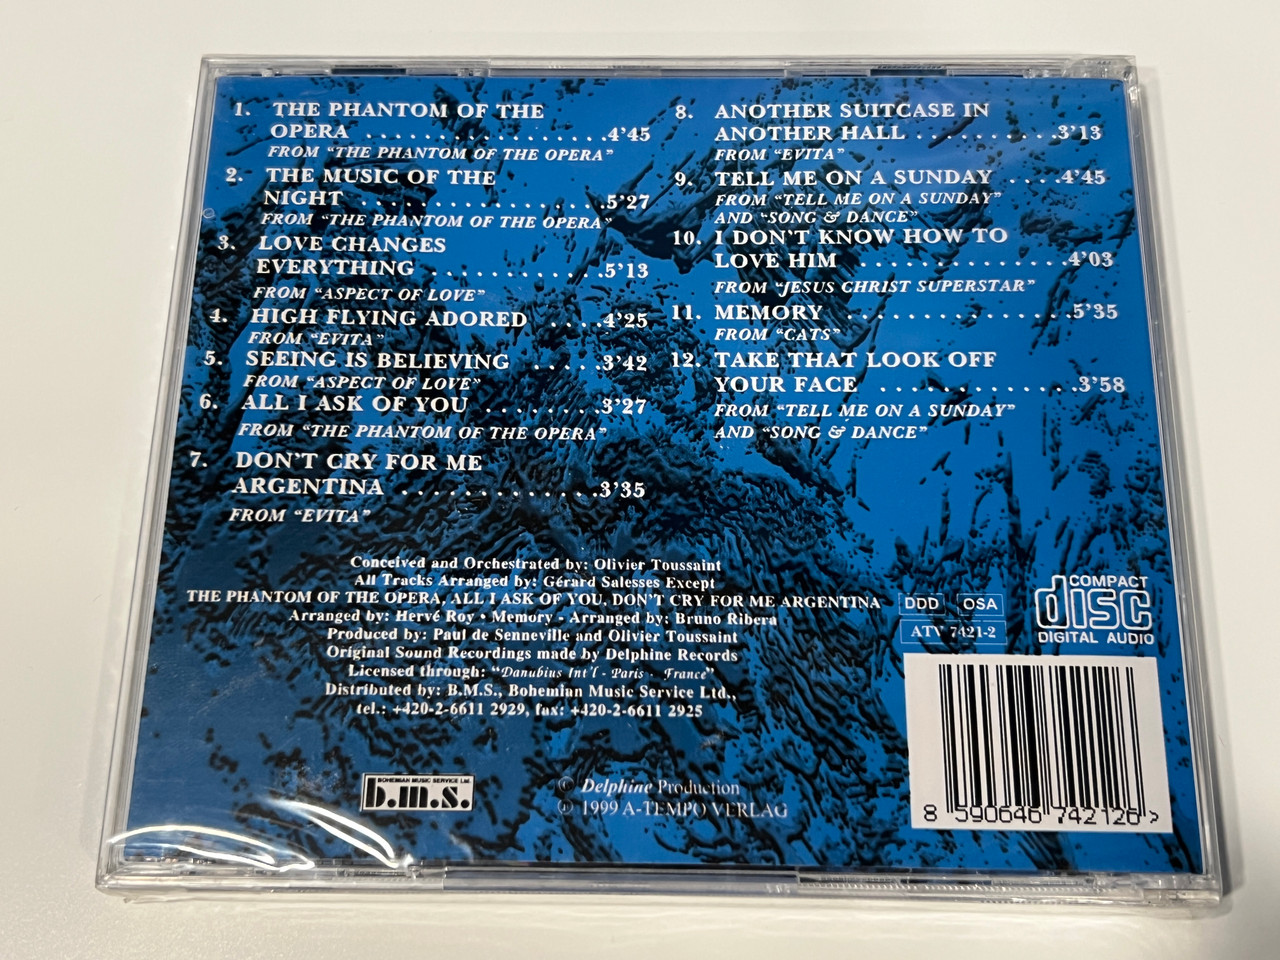 1. THE PHANTOM OF THE
OPERA . . . . . . . . . . . . . . . . .4'45
FROM "THE PHANTOM OF THE OPERA"
2. THE MUSIC OF THE
NIGHT . . . . . . . . . . . . . . . . .5'27
FROM "THE PHANTOM OF THE OPERA"
3. LOVE CHANGES
EVERYTHING . . . . . . . . . . . .5'13
FROM "ASPECT OF LOVE"
4. HIGH FLYING ADORED . . . .4'25
FROM "EVITA"
5. SEEING IS BELIEVING . . . . .3'42
FROM "ASPECT OF LOVE"
6. ALL I ASK OF YOU . . . . . . . .3'27
FROM "THE PHANTOM OF THE OPERA"
7. DON'T CRY FOR ME
ARGENTINA . . . . . . . . . . . . .3'35
FROM "EVITA"
8. ANOTHER SUITCASE IN
ANOTHER HALL . . . . . . . . . .3'13
FROM "EVITA"
9. TELL ME ON A SUNDAY . . . .4'45
FROM "TELL ME ON A SUNDAY"
AND "SONG & DANCE"
10. I DON'T KNOW HOW TO
LOVE HIM . . . . . . . . . . . . . .4'03
FROM "JESUS CHRIST SUPERSTAR"
11. MEMORY . . . . . . . . . . . . . . .5'35
FROM "CATS"
12. TAKE THAT LOOK OFF
YOUR FACE . . . . . . . . . . . . .3'58
FROM "TELL ME ON A SUNDAY"
AND "SONG & DANCE"
Conceived and Orchestrated by: Olivier Toussaint
All Tracks Arranged by: Gérard Salesses Except
THE PHANTOM OF THE OPERA, ALL I ASK OF YOU, DON'T CRY FOR ME ARGENTINA
Arranged by: Hervé Roy • Memory - Arranged by: Bruno Ribera
Produced by: Paul de Senneville and Olivier Toussaint
Original Sound Recordings made by Delphine Records
Licensed through: "Danubius Int'l - Paris - France"
Distributed by: B.M.S., Bohemian Music Service Ltd.,
tel.: +420-2-6611 2929, fax: +420-2-6611 2925
DDD OSA
ATV 7421-2
COMPACT
disc
DIGITAL AUDIO
BOHEMIAN MUSIC SERVICE Ltd.
b.m.s.
© Delphine Production
℗ 1999 A-TEMPO VERLAG
8 590646 742126 >